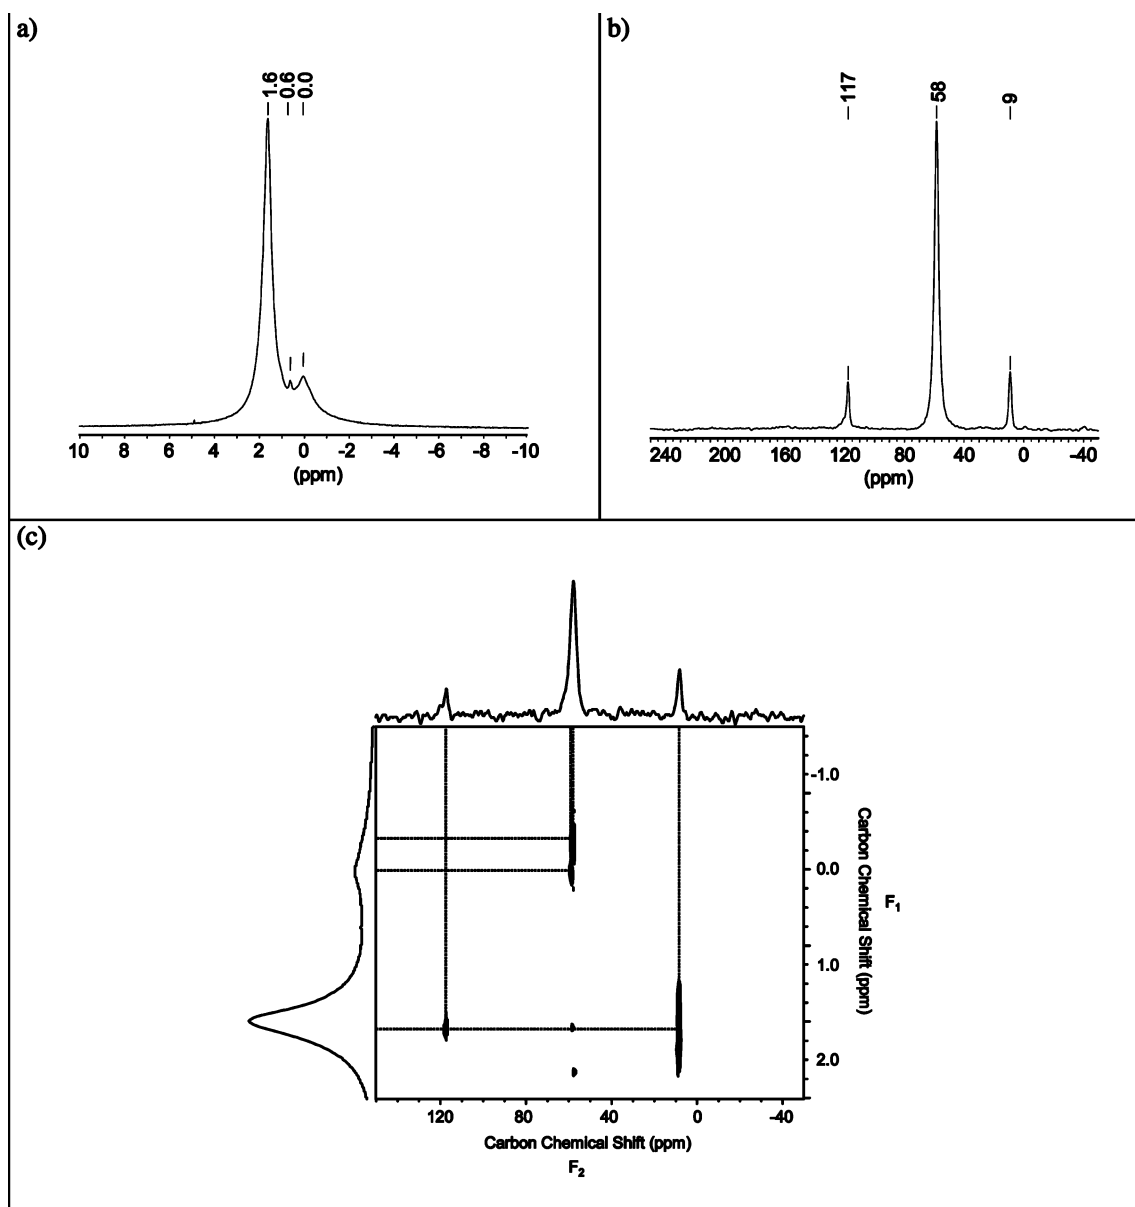 a)
1.6
0.6
0.0
10 8 6 4 2 0 -2 -4 -6 -8 -10
(ppm)
b)
117
58
9
240 200 160 120 80 40 0 -40
(ppm)
(c)
-1.0
0.0
1.0
2.0
Carbon Chemical Shift (ppm)
F1
120 80 40 0 -40
Carbon Chemical Shift (ppm)
F2